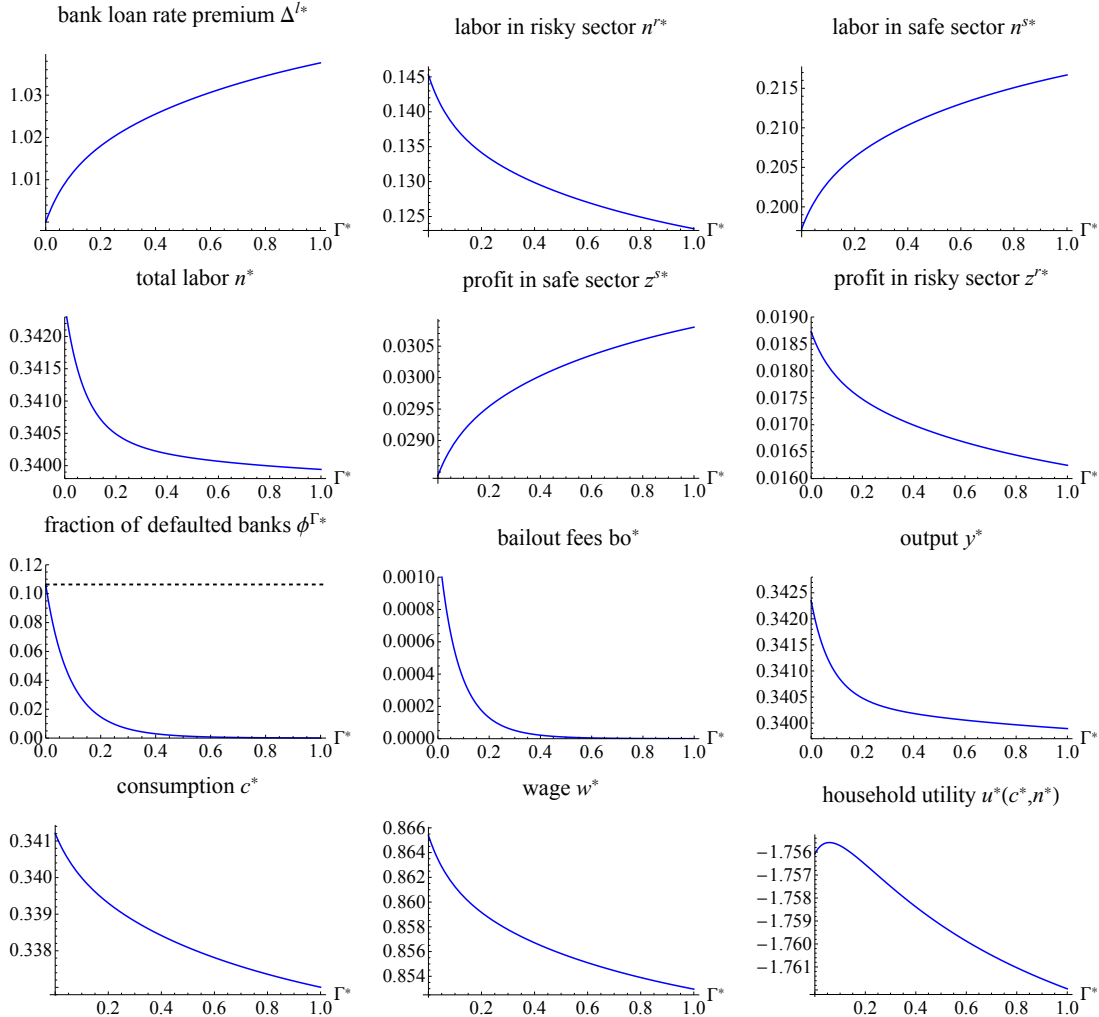 bank loan rate premium Δˡ*
1.03
1.02
1.01
0.0 0.2 0.4 0.6 0.8 1.0 Γ*
labor in risky sector nʳ*
0.145
0.140
0.135
0.130
0.125
0.2 0.4 0.6 0.8 1.0 Γ*
labor in safe sector nˢ*
0.215
0.210
0.205
0.200
0.2 0.4 0.6 0.8 1.0 Γ*
total labor n*
0.3420
0.3415
0.3410
0.3405
0.3400
0.0 0.2 0.4 0.6 0.8 1.0 Γ*
profit in safe sector zˢ*
0.0305
0.0300
0.0295
0.0290
0.2 0.4 0.6 0.8 1.0 Γ*
profit in risky sector zʳ*
0.0190
0.0185
0.0180
0.0175
0.0170
0.0165
0.0160
0.0 0.2 0.4 0.6 0.8 1.0 Γ*
fraction of defaulted banks ϕ^Γ*
0.12
0.10
0.08
0.06
0.04
0.02
0.00
0.0 0.2 0.4 0.6 0.8 1.0 Γ*
bailout fees bo*
0.0010
0.0008
0.0006
0.0004
0.0002
0.0000
0.0 0.2 0.4 0.6 0.8 1.0 Γ*
output y*
0.3425
0.3420
0.3415
0.3410
0.3405
0.3400
0.0 0.2 0.4 0.6 0.8 1.0 Γ*
consumption c*
0.341
0.340
0.339
0.338
0.2 0.4 0.6 0.8 1.0 Γ*
wage w*
0.866
0.864
0.862
0.860
0.858
0.856
0.854
0.2 0.4 0.6 0.8 1.0 Γ*
household utility u*(c*,n*)
−1.756
−1.757
−1.758
−1.759
−1.760
−1.761
0.2 0.4 0.6 0.8 1.0 Γ*